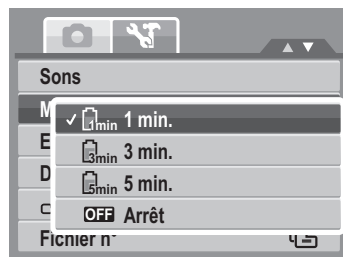 Sons
M
✓ 1min 1 min.
E 3min 3 min.
D 5min 5 min.
OFF Arrêt
Fichier n°